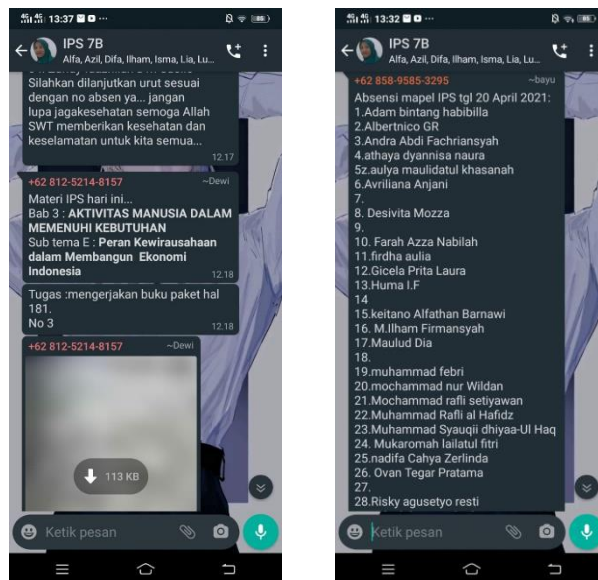 13:37
IPS 7B
Alfa, Azil, Difa, Ilham, Isma, Lia, Lu...
Silahkan dilanjutkan urut sesuai
dengan no absen ya... jangan
lupa jagakesehatan semoga Allah
SWT memberikan kesehatan dan
keselamatan untuk kita semua...
12.17
+62 812-5214-8157 ~Dewi
Materi IPS hari ini...
Bab 3 : AKTIVITAS MANUSIA DALAM
MEMENUHI KEBUTUHAN
Sub tema E : Peran Kewirausahaan
dalam Membangun Ekonomi
Indonesia
12.18
Tugas :mengerjakan buku paket hal
181.
No 3
12.18
+62 812-5214-8157 ~Dewi
113 KB
Ketik pesan
13:32
IPS 7B
Alfa, Azil, Difa, Ilham, Isma, Lia, Lu...
+62 858-9585-3295 ~bayu
Absensi mapel IPS tgl 20 April 2021:
1.Adam bintang habibilla
2.Albertnico GR
3.Andra Abdi Fachriansyah
4.athaya dyannisa naura
5z.aulya maulidatul khasanah
6.Avriliana Anjani
7.
8. Desivita Mozza
9.
10. Farah Azza Nabilah
11.firdha aulia
12.Gicela Prita Laura
13.Huma I.F
14
15.keitano Alfathan Barnawi
16. M.Ilham Firmansyah
17.Maulud Dia
18.
19.muhammad febri
20.mochammad nur Wildan
21.Mochammad rafli setiyawan
22.Muhammad Rafli al Hafidz
23.Muhammad Syauqii dhiyaa-Ul Haq
24. Mukaromah lailatul fitri
25.nadifa Cahya Zerlinda
26. Ovan Tegar Pratama
27.
28.Risky agusetyo resti
Ketik pesan